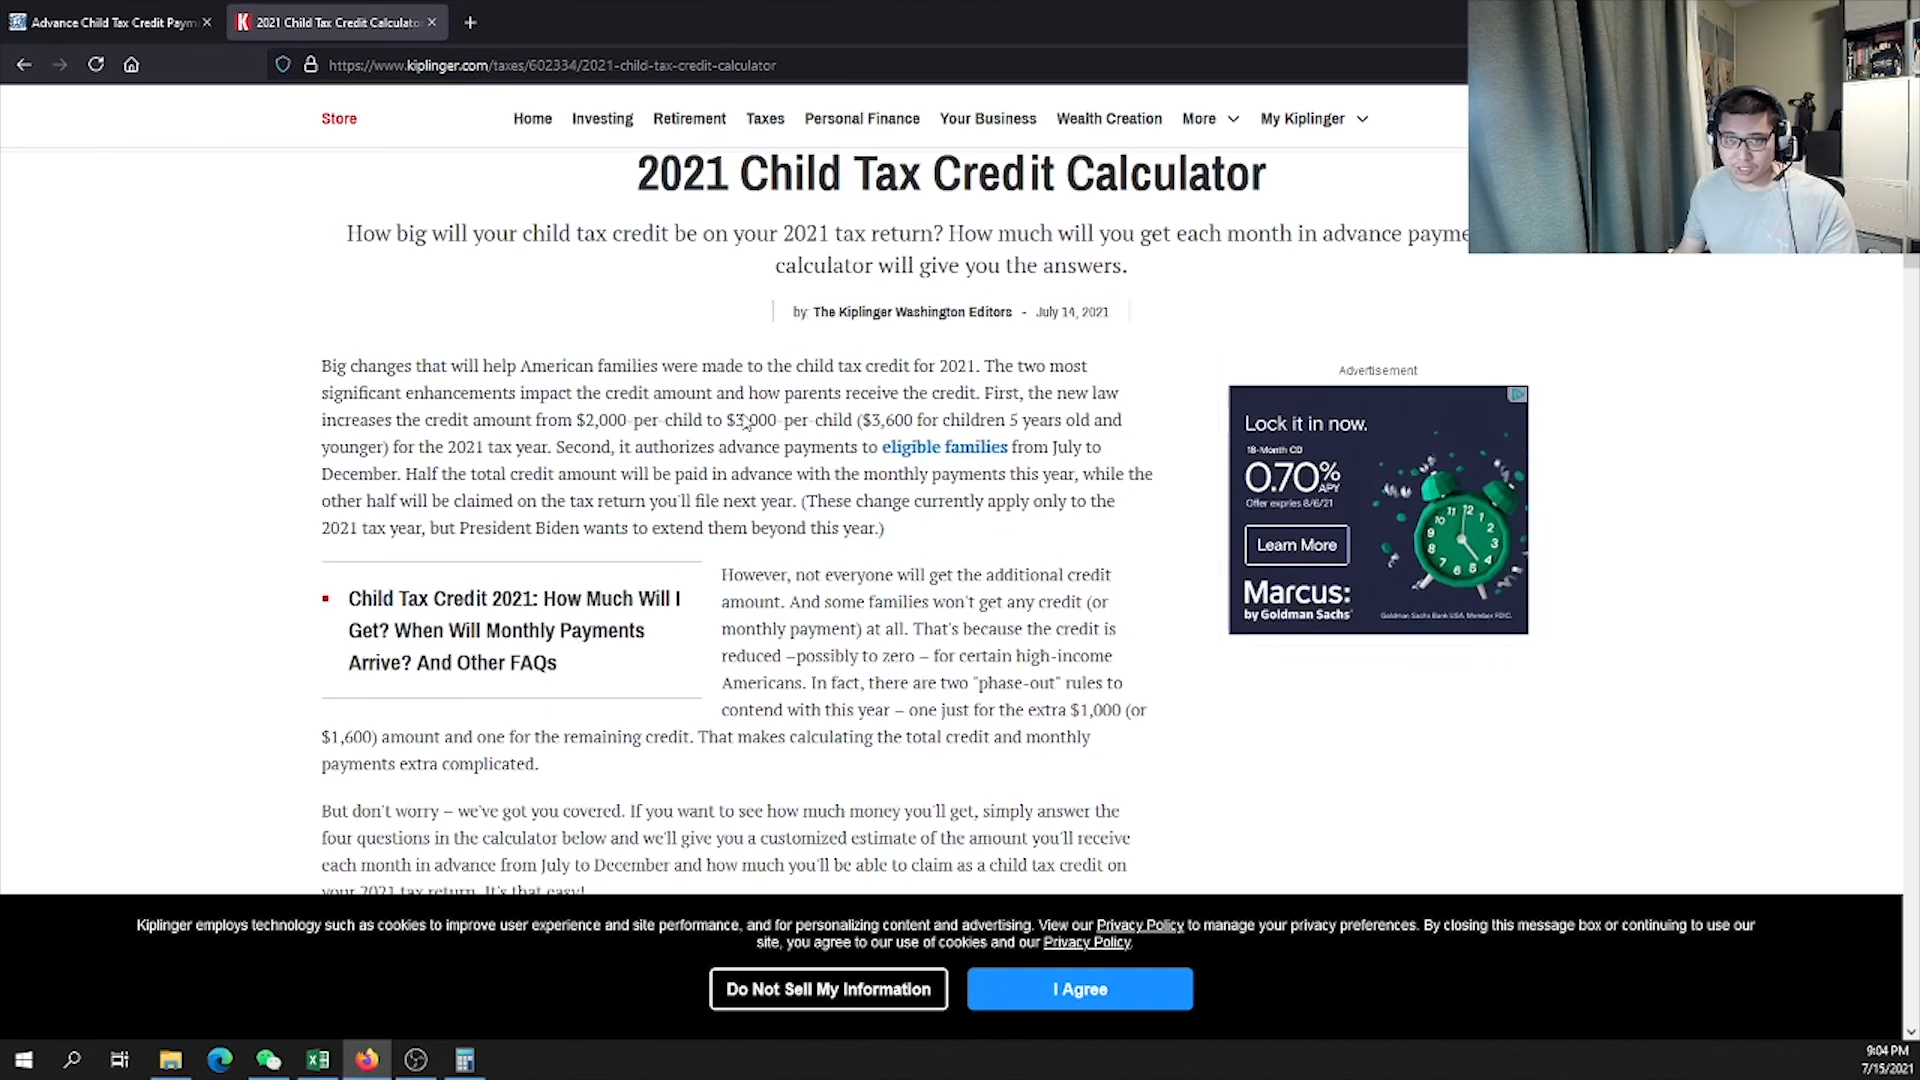 Advance Child Tax Credit Paym
2021 Child Tax Credit Calculato
https://www.kiplinger.com/taxes/602334/2021-child-tax-credit-calculator
Store Home Investing Retirement Taxes Personal Finance Your Business Wealth Creation More My Kiplinger
2021 Child Tax Credit Calculator
How big will your child tax credit be on your 2021 tax return? How much will you get each month in advance payme
calculator will give you the answers.
by: The Kiplinger Washington Editors - July 14, 2021
Big changes that will help American families were made to the child tax credit for 2021. The two most
significant enhancements impact the credit amount and how parents receive the credit. First, the new law
increases the credit amount from $2,000-per-child to $3,000-per-child ($3,600 for children 5 years old and
younger) for the 2021 tax year. Second, it authorizes advance payments to eligible families from July to
December. Half the total credit amount will be paid in advance with the monthly payments this year, while the
other half will be claimed on the tax return you'll file next year. (These change currently apply only to the
2021 tax year, but President Biden wants to extend them beyond this year.)
Child Tax Credit 2021: How Much Will I
Get? When Will Monthly Payments
Arrive? And Other FAQs
However, not everyone will get the additional credit
amount. And some families won't get any credit (or
monthly payment) at all. That's because the credit is
reduced –possibly to zero – for certain high-income
Americans. In fact, there are two "phase-out" rules to
contend with this year – one just for the extra $1,000 (or
$1,600) amount and one for the remaining credit. That makes calculating the total credit and monthly
payments extra complicated.
But don't worry – we've got you covered. If you want to see how much money you'll get, simply answer the
four questions in the calculator below and we'll give you a customized estimate of the amount you'll receive
each month in advance from July to December and how much you'll be able to claim as a child tax credit on
your 2021 tax return. It's that easy!
Advertisement
Lock it in now.
18-Month CD
0.70% APY
Offer expires 8/6/21
Learn More
Marcus:
by Goldman Sachs
Goldman Sachs Bank USA. Member FDIC.
Kiplinger employs technology such as cookies to improve user experience and site performance, and for personalizing content and advertising. View our Privacy Policy to manage your privacy preferences. By closing this message box or continuing to use our
site, you agree to our use of cookies and our Privacy Policy.
Do Not Sell My Information
I Agree
9:04 PM
7/15/2021